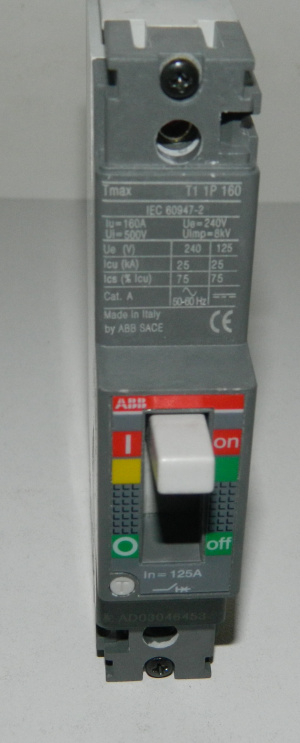 Tmax T1 1P 160
IEC 60947-2
Iu=160A Ue=240V
Ui=500V Uimp=8kV
Ue (V) 240 125
Icu (kA) 25 25
Ics (% Icu) 75 75
Cat. A 50-60 Hz
Made in Italy
by ABB SACE CE
ABB
I on
O off
In= 125A
AD03046453